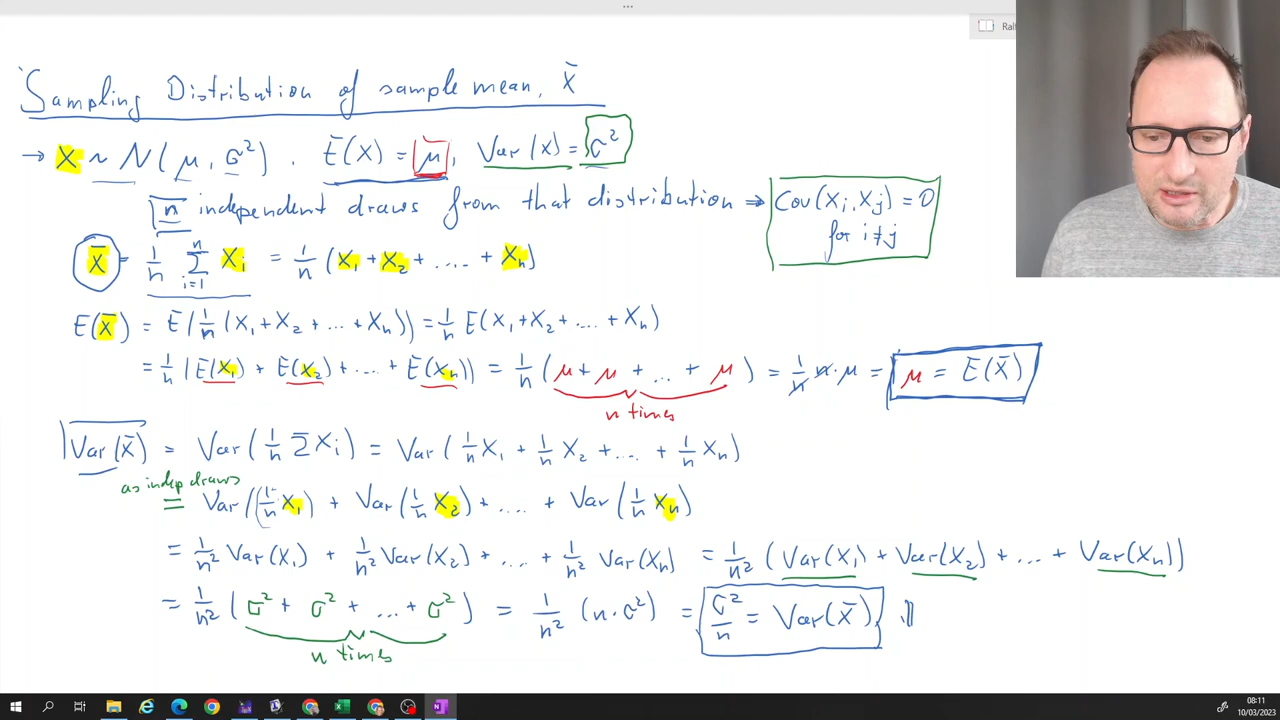 Sampling Distribution of sample mean, X̄
Ralf
→ X ~ N(μ, σ²). E(X) = μ, Var(X) = σ²
n independent draws from that distribution ⇒ Cov(Xi, Xj) = 0
for i≠j
X̄ = 1/n Σ_{i=1}^{n} Xi = 1/n (X₁ + X₂ + .... + Xn)
E(X̄) = E(1/n (X₁+X₂ + ... + Xn)) = 1/n E(X₁+X₂ + ... + Xn)
= 1/n (E(X₁) + E(X₂) + .... + E(Xn)) = 1/n (μ + μ + ... + μ) = 1/n n·μ = μ = E(X̄)
n times
Var(X̄) = Var(1/n Σ Xi) = Var(1/n X₁ + 1/n X₂ + .... + 1/n Xn)
as indep draws
= Var(1/n X₁) + Var(1/n X₂) + .... + Var(1/n Xn)
= 1/n² Var(X₁) + 1/n² Var(X₂) + .... + 1/n² Var(Xn) = 1/n² (Var(X₁) + Var(X₂) + ... + Var(Xn))
= 1/n² (σ² + σ² + ... + σ²) = 1/n² (n·σ²) = σ²/n = Var(X̄)
n times
08:11
10/03/2023